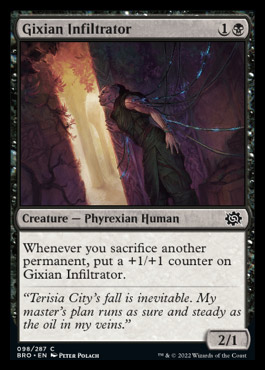 Gixian Infiltrator 1
Creature — Phyrexian Human
Whenever you sacrifice another
permanent, put a +1/+1 counter on
Gixian Infiltrator.
“Terisia City’s fall is inevitable. My
master’s plan runs as sure and steady as
the oil in my veins.”
2/1
098/287 C
BRO • EN Peter Polach
™ & © 2022 Wizards of the Coast